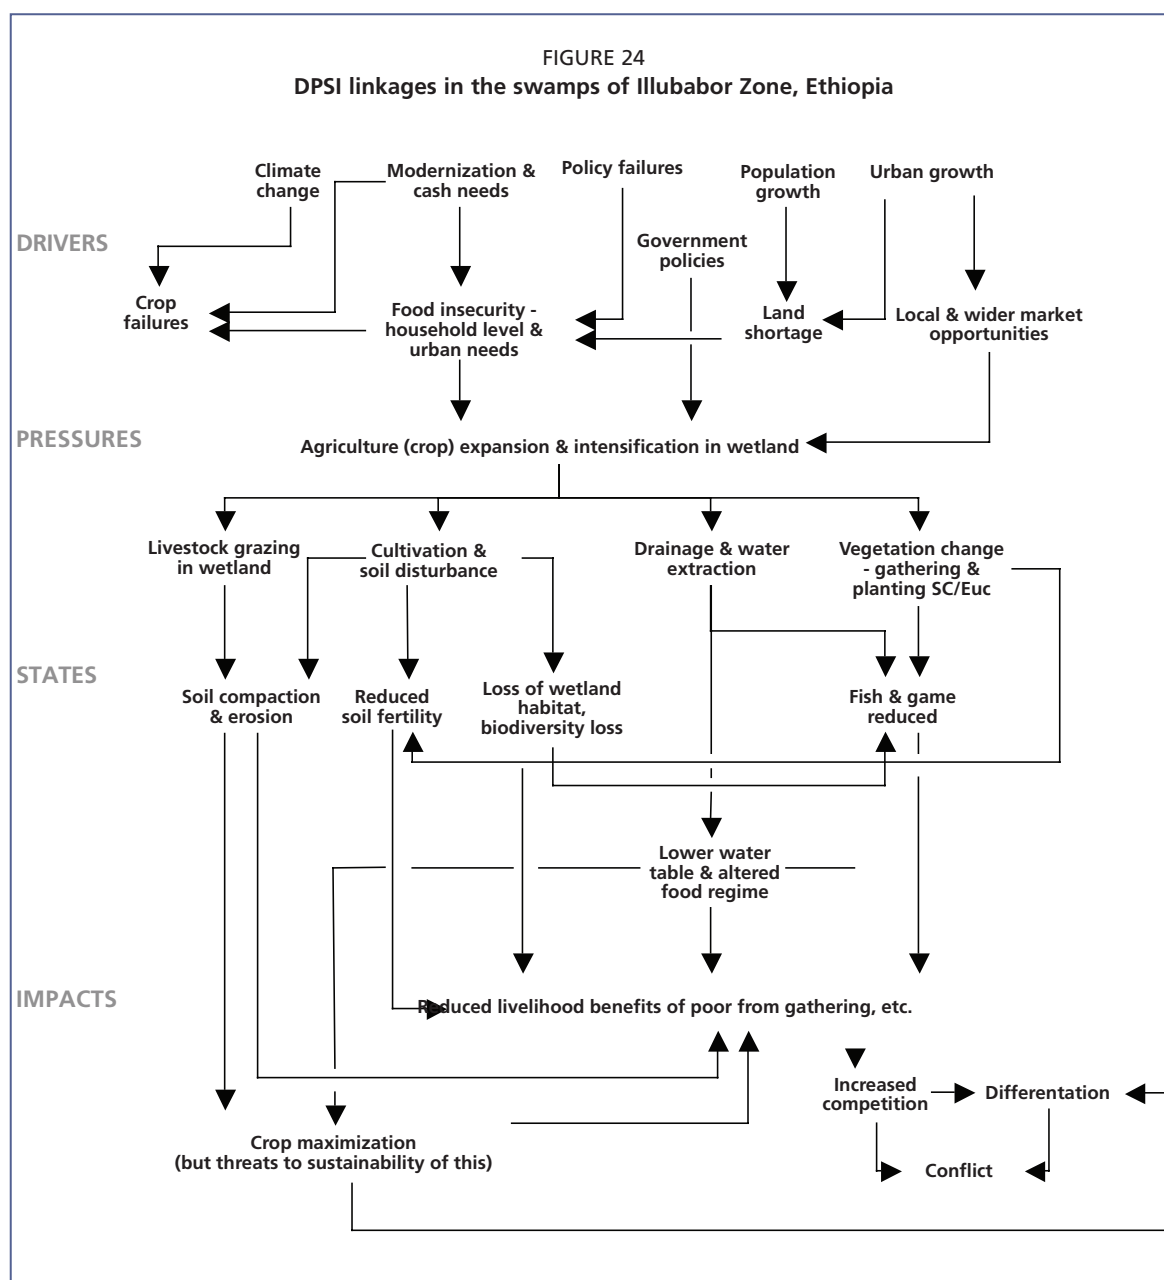 FIGURE 24
DPSI linkages in the swamps of Illubabor Zone, Ethiopia
Climate
change
Modernization &
cash needs
Policy failures
Population
growth
Urban growth
DRIVERS
Government
policies
Crop
failures
Food insecurity -
household level &
urban needs
Land
shortage
Local & wider market
opportunities
PRESSURES
Agriculture (crop) expansion & intensification in wetland
Livestock grazing
in wetland
Cultivation &
soil disturbance
Drainage & water
extraction
Vegetation change
- gathering &
planting SC/Euc
STATES
Soil compaction
& erosion
Reduced
soil fertility
Loss of wetland
habitat,
biodiversity loss
Fish & game
reduced
Lower water
table & altered
food regime
IMPACTS
Reduced livelihood benefits of poor from gathering, etc.
Increased
competition
Differentation
Crop maximization
(but threats to sustainability of this)
Conflict